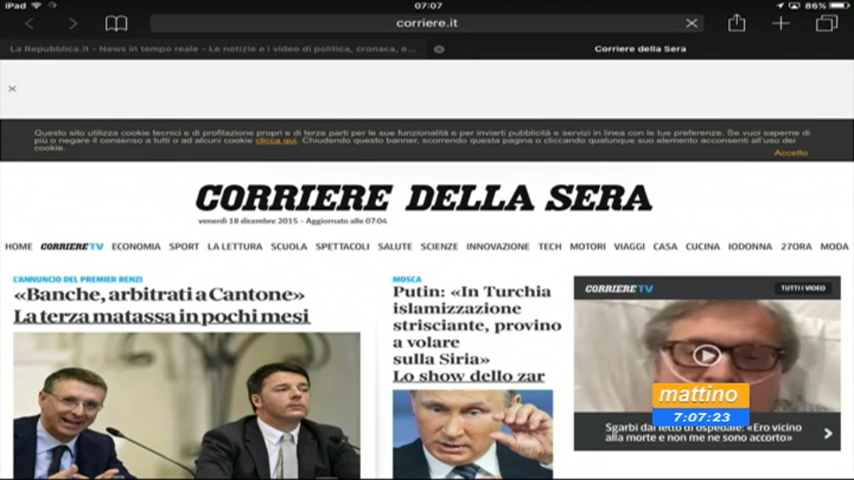 iPad
07:07
86%
corriere.it
La Repubblica.it - News in tempo reale - Le notizie e i video di politica, cronaca, e...
Corriere della Sera
Questo sito utilizza cookie tecnici e di profilazione propri e di terze parti per le sue funzionalità e per inviarti pubblicità e servizi in linea con le tue preferenze. Se vuoi saperne di
più o negare il consenso a tutti o ad alcuni cookie clicca qui. Chiudendo questo banner, scorrendo questa pagina o cliccando qualunque suo elemento acconsenti all'uso dei
cookie.
Accetto
CORRIERE DELLA SERA
venerdì 18 dicembre 2015 - Aggiornato alle 07:04
HOME CORRIERETV ECONOMIA SPORT LA LETTURA SCUOLA SPETTACOLI SALUTE SCIENZE INNOVAZIONE TECH MOTORI VIAGGI CASA CUCINA IODONNA 27ORA MODA
L'ANNUNCIO DEL PREMIER RENZI
«Banche, arbitrati a Cantone»
La terza matassa in pochi mesi
MOSCA
Putin: «In Turchia
islamizzazione
strisciante, provino
a volare
sulla Siria»
Lo show dello zar
CORRIERETV
TUTTI I VIDEO
mattino
7:07:23
Sgarbi dal letto di ospedale: «Ero vicino
alla morte e non me ne sono accorto»